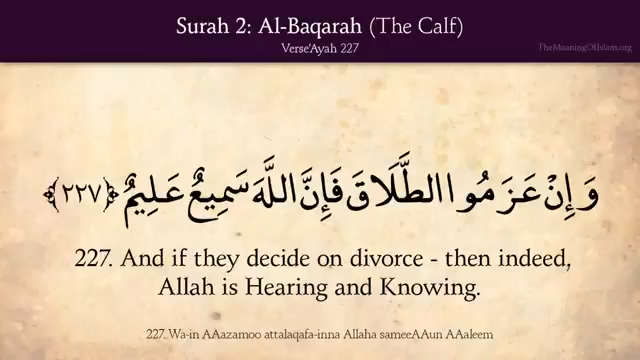 Surah 2: Al-Baqarah (The Calf)
Verse'Ayah 227
TheMeaningOfIslam.org
وَإِنْ عَزَمُوا الطَّلَاقَ فَإِنَّ اللَّهَ سَمِيعٌ عَلِيمٌ ﴿٢٢٧﴾
227. And if they decide on divorce - then indeed,
Allah is Hearing and Knowing.
227. Wa-in AAazamoo attalaqafa-inna Allaha sameeAAun AAaleem